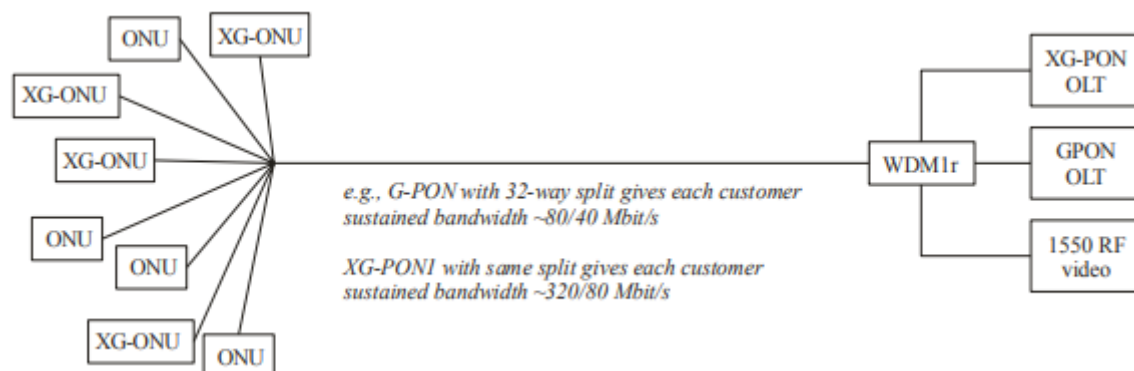 ONU
XG-ONU
XG-ONU
XG-ONU
ONU
ONU
XG-ONU
ONU
e.g., G-PON with 32-way split gives each customer
sustained bandwidth ~80/40 Mbit/s
XG-PON1 with same split gives each customer
sustained bandwidth ~320/80 Mbit/s
WDM1r
XG-PON
OLT
GPON
OLT
1550 RF
video